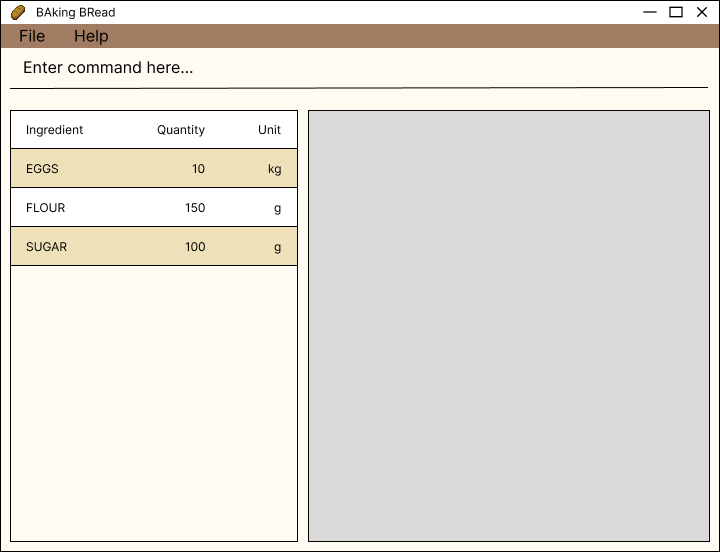 BAking BRead
File Help
Enter command here...
Ingredient Quantity Unit
EGGS 10 kg
FLOUR 150 g
SUGAR 100 g